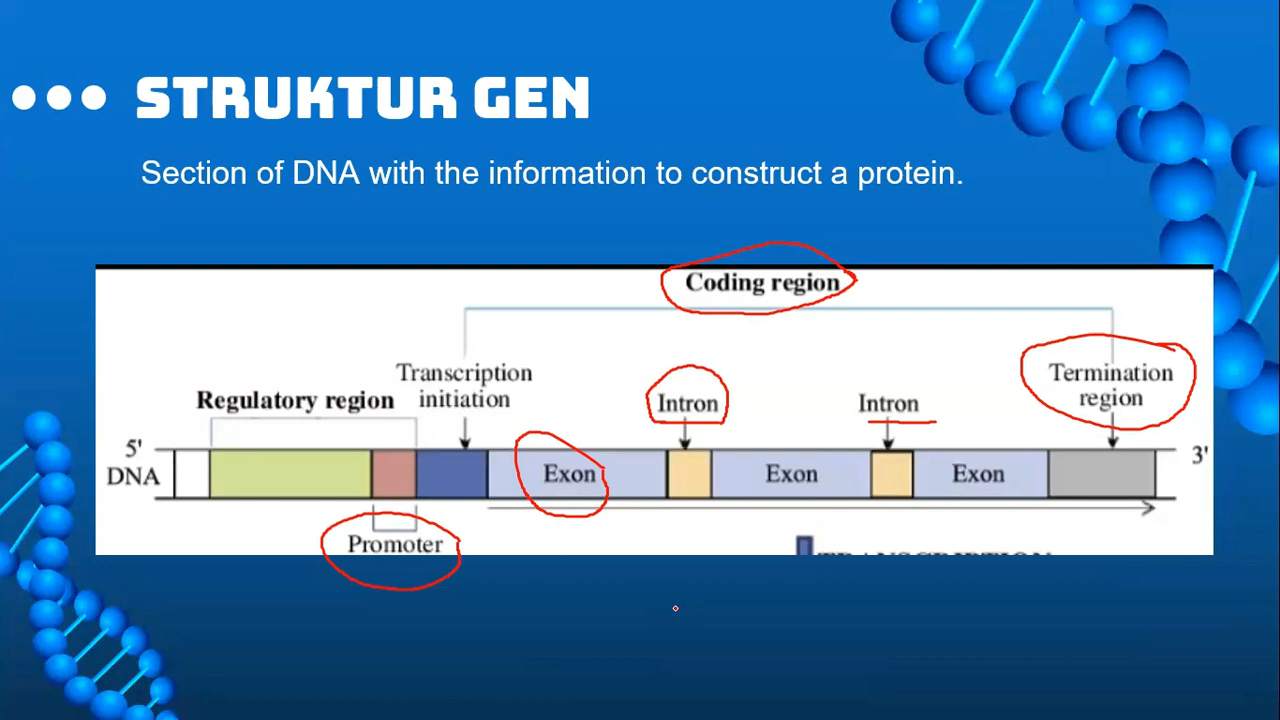 STRUKTUR GEN
Section of DNA with the information to construct a protein.
Coding region
Transcription
initiation
Termination
region
Regulatory region
Intron
Intron
5'
DNA
Exon
Exon
Exon
3'
Promoter